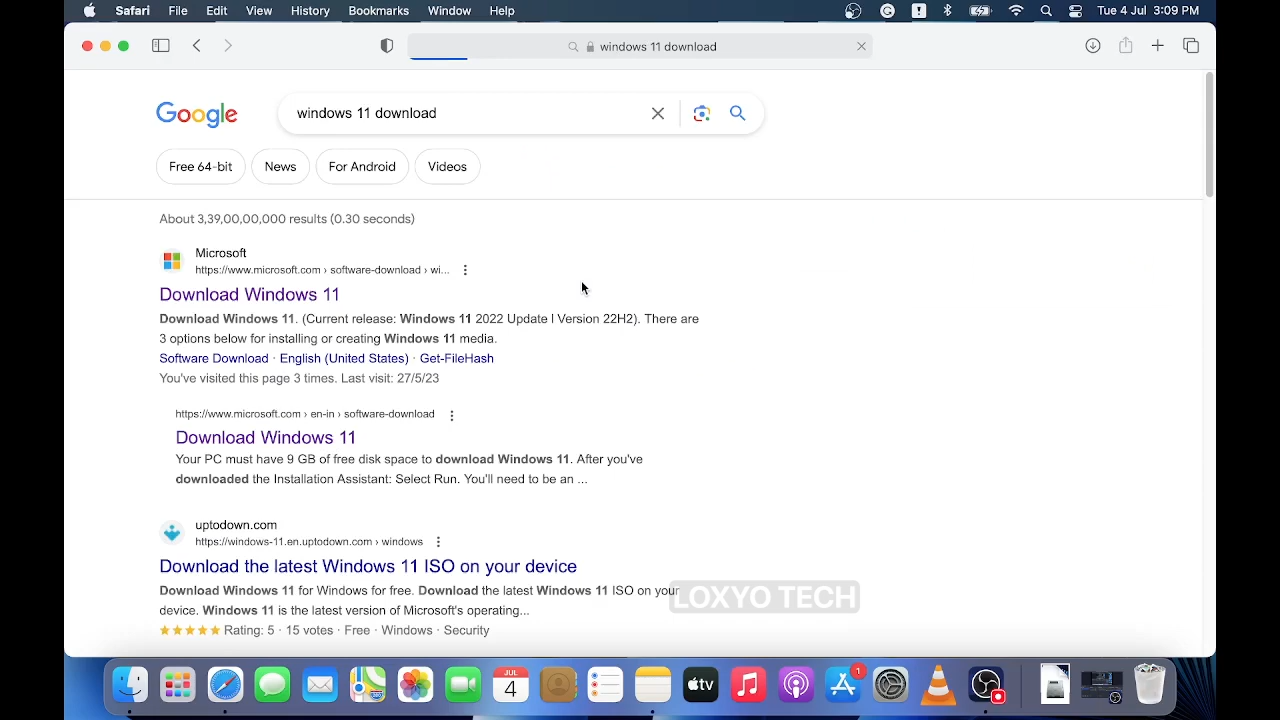 Safari File Edit View History Bookmarks Window Help Tue 4 Jul 3:09 PM
windows 11 download
Google windows 11 download
Free 64-bit News For Android Videos
About 3,39,00,00,000 results (0.30 seconds)
Microsoft
https://www.microsoft.com › software-download › wi...
Download Windows 11
Download Windows 11. (Current release: Windows 11 2022 Update l Version 22H2). There are
3 options below for installing or creating Windows 11 media.
Software Download · English (United States) · Get-FileHash
You've visited this page 3 times. Last visit: 27/5/23
https://www.microsoft.com › en-in › software-download
Download Windows 11
Your PC must have 9 GB of free disk space to download Windows 11. After you've
downloaded the Installation Assistant: Select Run. You'll need to be an ...
uptodown.com
https://windows-11.en.uptodown.com › windows
Download the latest Windows 11 ISO on your device
Download Windows 11 for Windows for free. Download the latest Windows 11 ISO on your
device. Windows 11 is the latest version of Microsoft's operating...
LOXYO TECH
Rating: 5 · 15 votes · Free · Windows · Security
JUL
4
tv
1